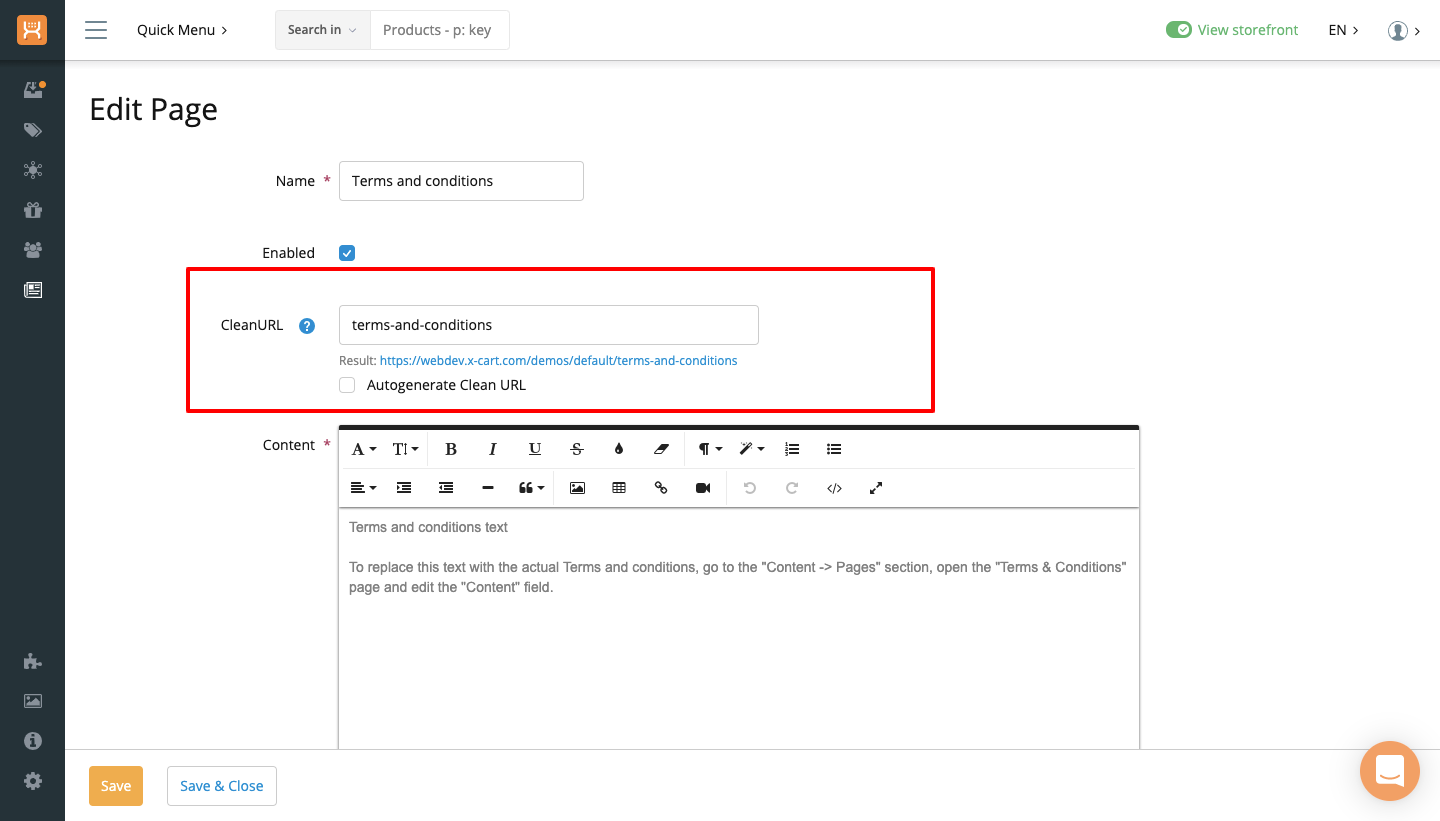 Quick Menu
Search in
Products - p: key
View storefront
EN
Edit Page
Name *
Terms and conditions
Enabled
CleanURL ?
terms-and-conditions
Result: https://webdev.x-cart.com/demos/default/terms-and-conditions
Autogenerate Clean URL
Content *
Terms and conditions text
To replace this text with the actual Terms and conditions, go to the "Content -> Pages" section, open the "Terms & Conditions"
page and edit the "Content" field.
Save
Save & Close